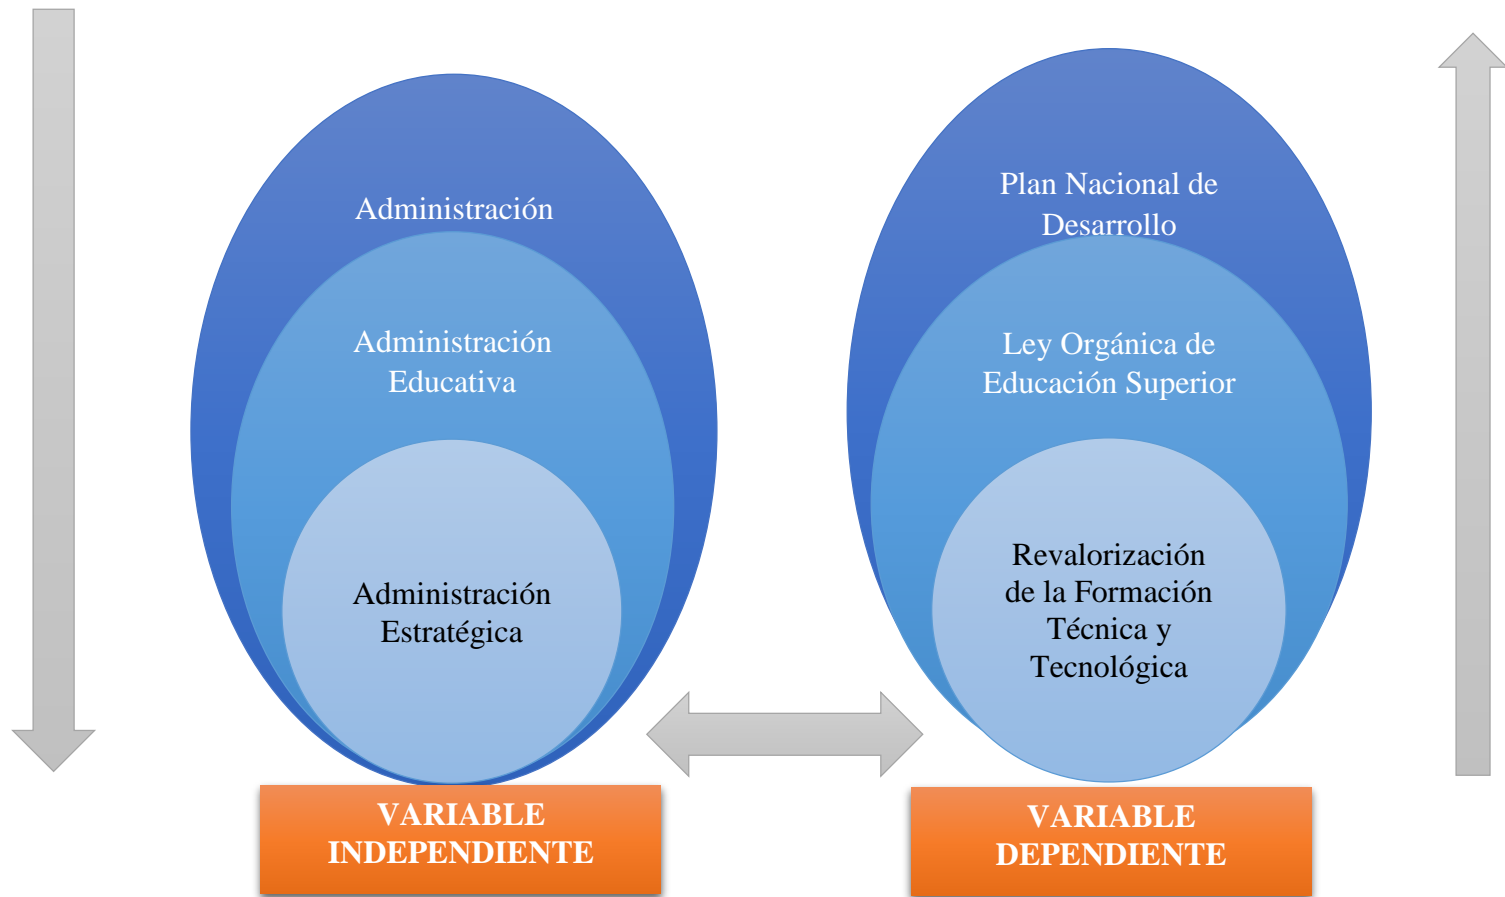 Administración
Administración
Educativa
Administración
Estratégica
VARIABLE
INDEPENDIENTE
Plan Nacional de
Desarrollo
Ley Orgánica de
Educación Superior
Revalorización
de la Formación
Técnica y
Tecnológica
VARIABLE
DEPENDIENTE